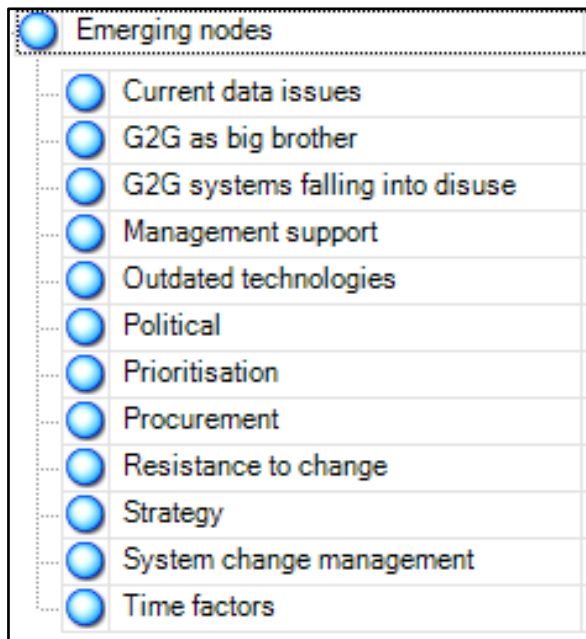 Emerging nodes
Current data issues
G2G as big brother
G2G systems falling into disuse
Management support
Outdated technologies
Political
Prioritisation
Procurement
Resistance to change
Strategy
System change management
Time factors